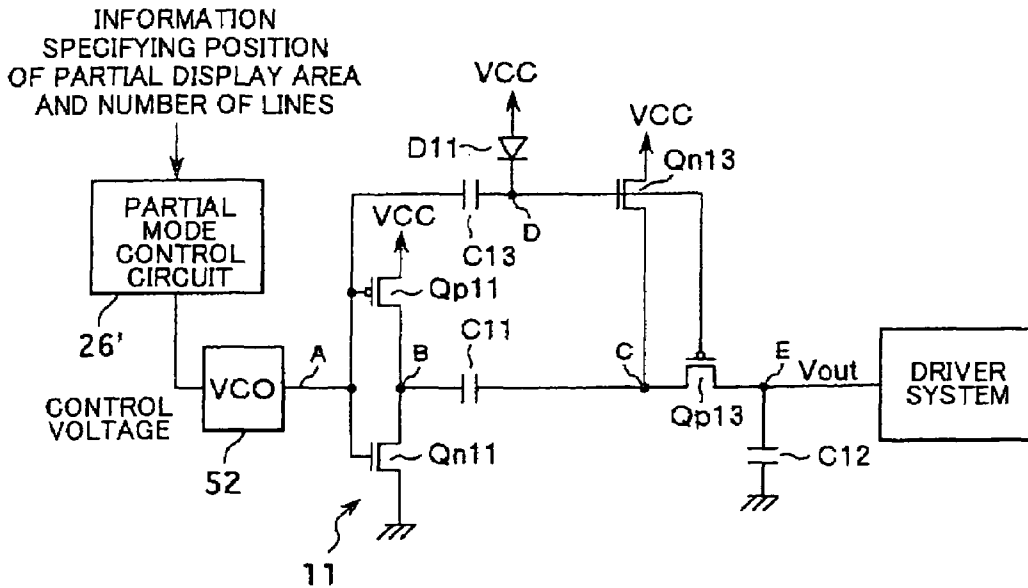 INFORMATION
SPECIFYING POSITION
OF PARTIAL DISPLAY AREA
AND NUMBER OF LINES
PARTIAL
MODE
CONTROL
CIRCUIT
26'
CONTROL
VOLTAGE
VCO
52
A
VCC
D11
VCC
Qn13
D
C13
VCC
Qp11
C11
B
C
Qp13
E
Vout
DRIVER
SYSTEM
Qn11
C12
11